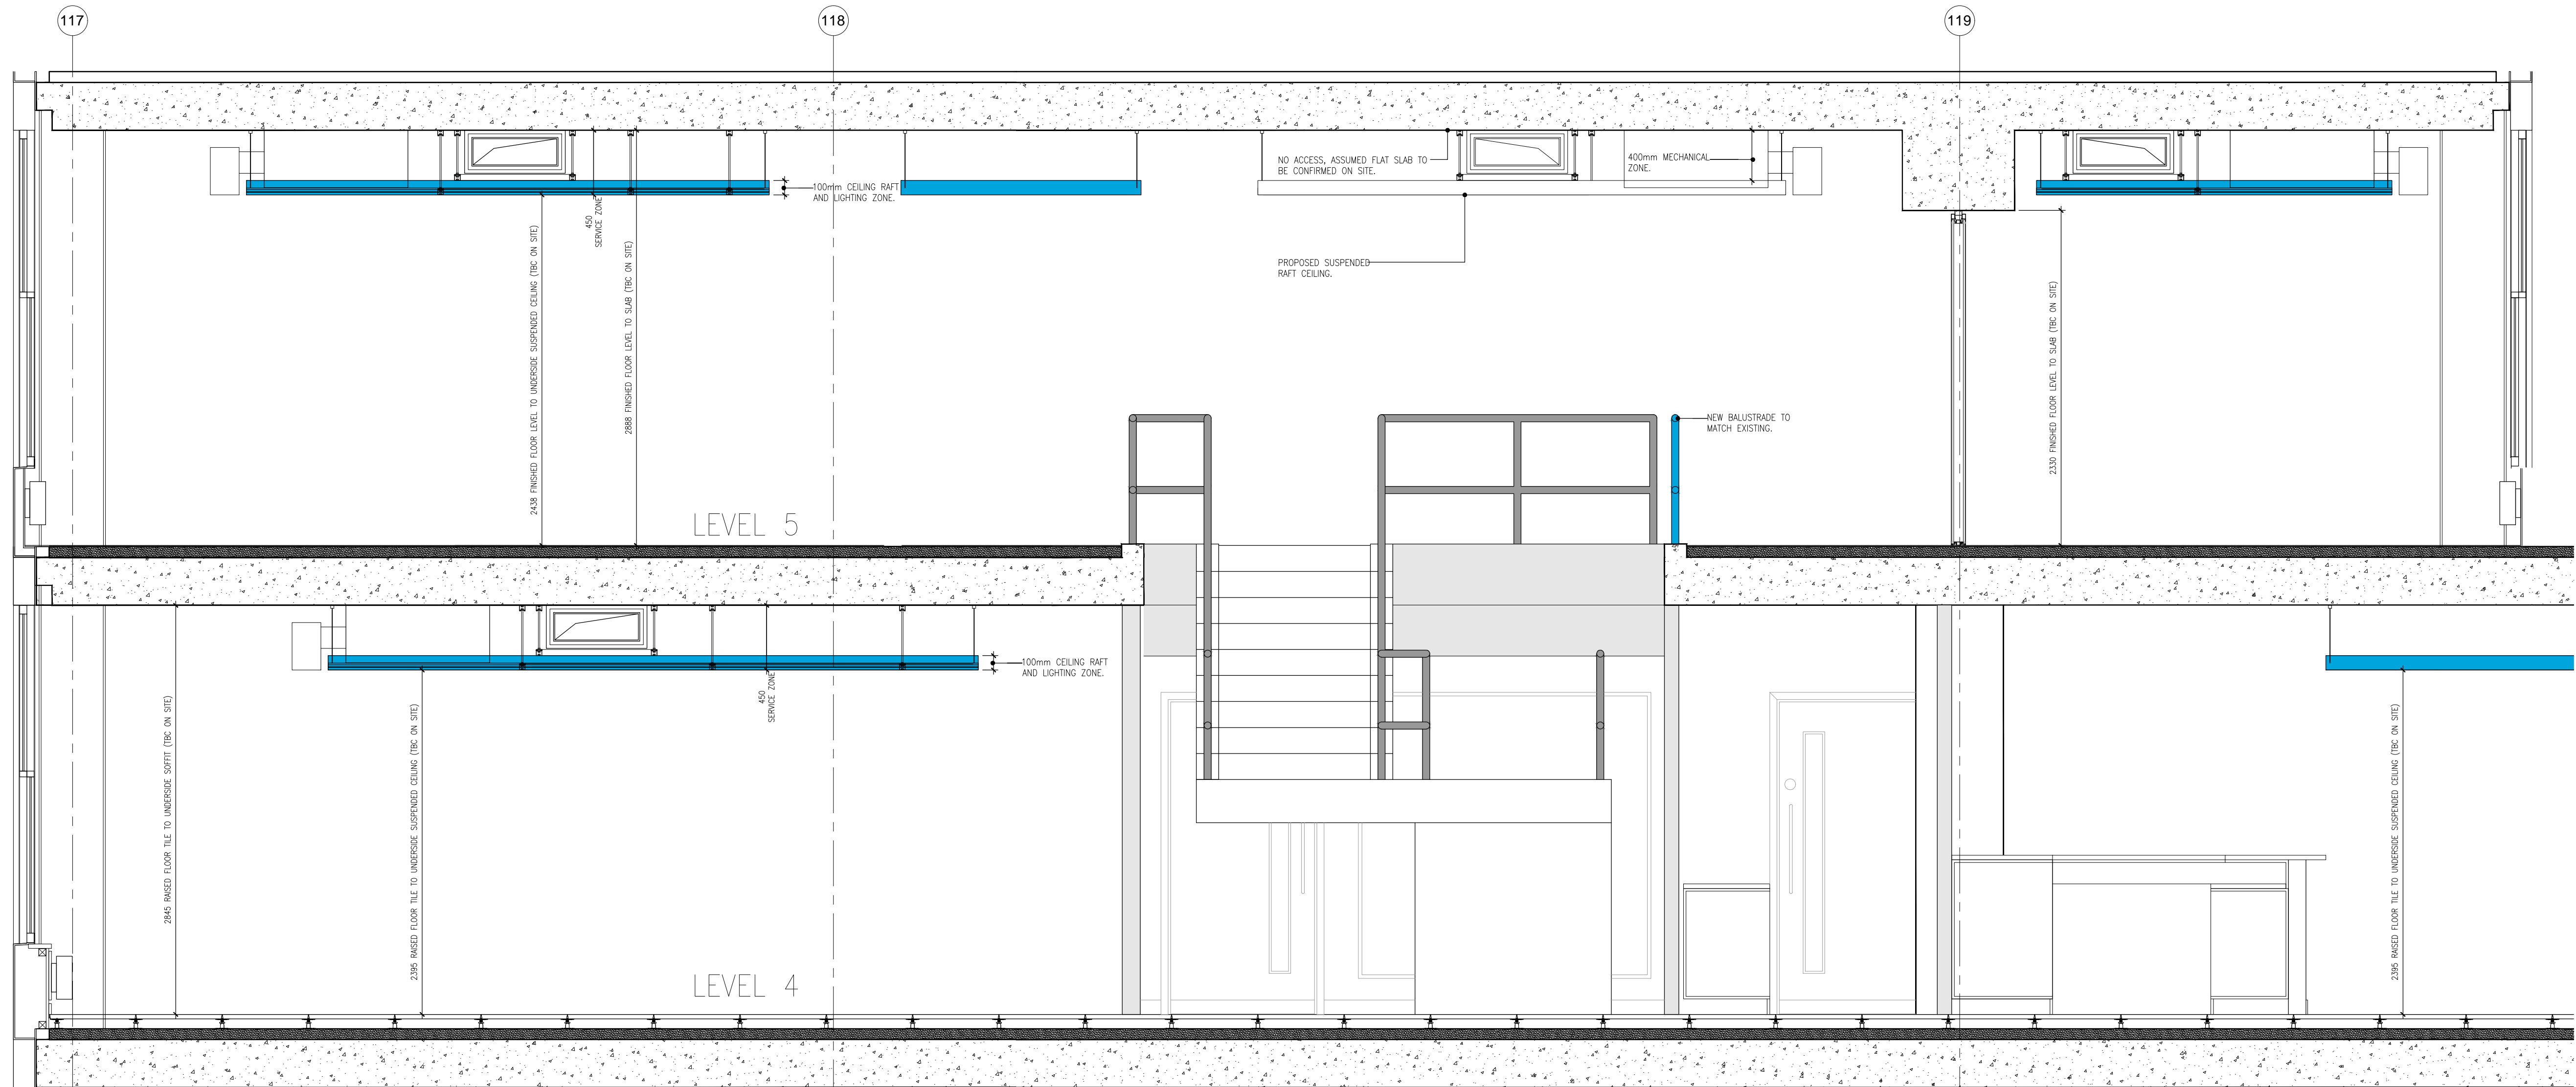 117
118
119
NO ACCESS, ASSUMED FLAT SLAB TO
BE CONFIRMED ON SITE.
400mm MECHANICAL
ZONE.
100mm CEILING RAFT
AND LIGHTING ZONE.
450
SERVICE ZONE
2438 FINISHED FLOOR LEVEL TO UNDERSIDE SUSPENDED CEILING (TBC ON SITE)
2888 FINISHED FLOOR LEVEL TO SLAB (TBC ON SITE)
PROPOSED SUSPENDED
RAFT CEILING.
2330 FINISHED FLOOR LEVEL TO SLAB (TBC ON SITE)
NEW BALUSTRADE TO
MATCH EXISTING.
LEVEL 5
100mm CEILING RAFT
AND LIGHTING ZONE.
450
SERVICE ZONE
2845 RAISED FLOOR TILE TO UNDERSIDE SOFFIT (TBC ON SITE)
2395 RAISED FLOOR TILE TO UNDERSIDE SUSPENDED CEILING (TBC ON SITE)
2395 RAISED FLOOR TILE TO UNDERSIDE SUSPENDED CEILING (TBC ON SITE)
LEVEL 4